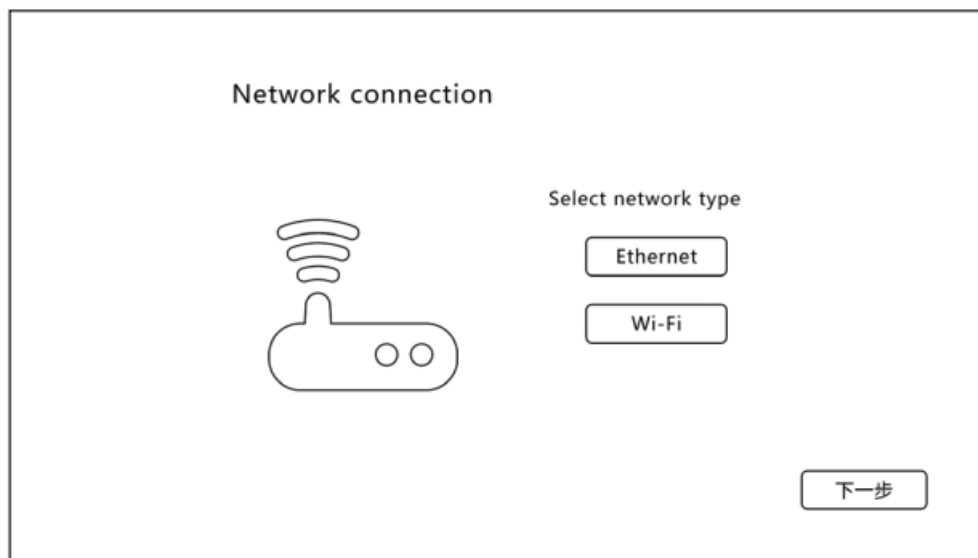 Network connection
Select network type
Ethernet
Wi-Fi
下一步